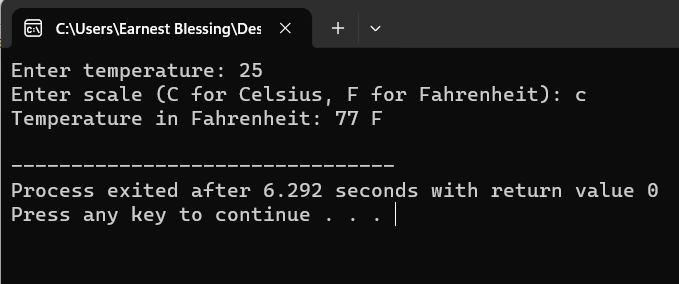 C:\Users\Earnest Blessing\Des
Enter temperature: 25
Enter scale (C for Celsius, F for Fahrenheit): c
Temperature in Fahrenheit: 77 F
--------------------------------
Process exited after 6.292 seconds with return value 0
Press any key to continue . . .